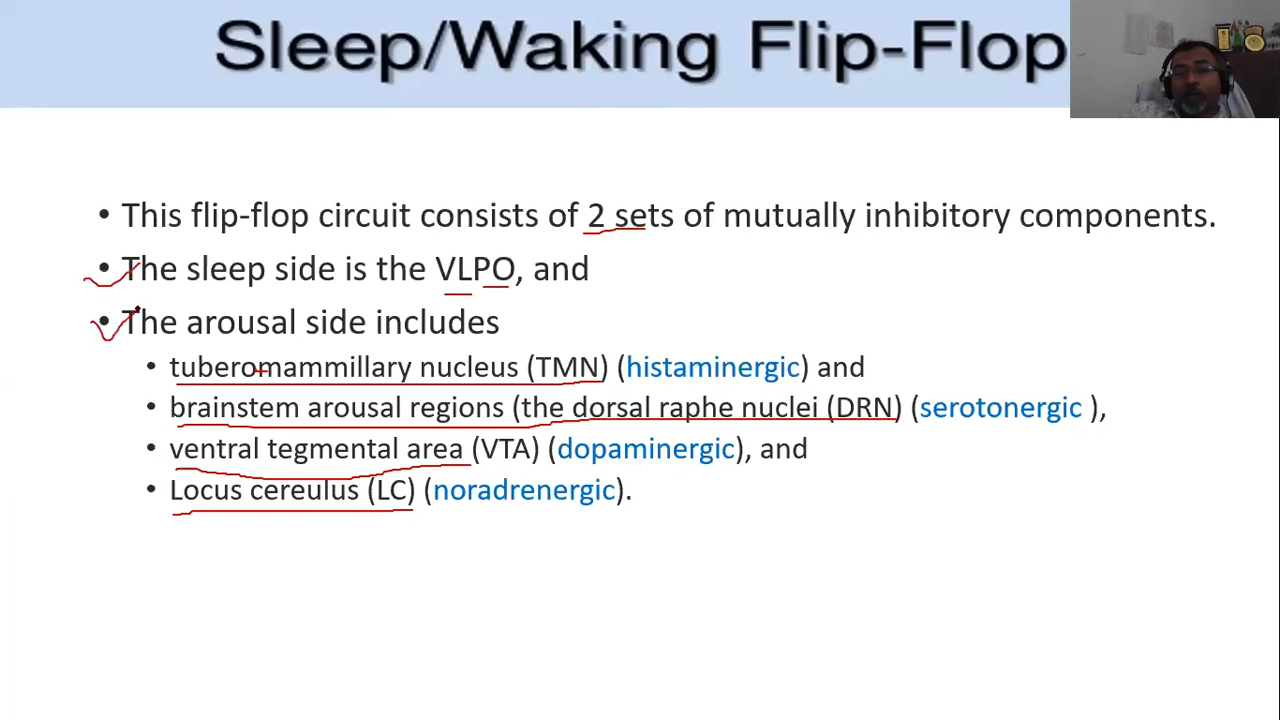 Sleep/Waking Flip-Flop
• This flip-flop circuit consists of 2 sets of mutually inhibitory components.
• The sleep side is the VLPO, and
• The arousal side includes
• tuberomammillary nucleus (TMN) (histaminergic) and
• brainstem arousal regions (the dorsal raphe nuclei (DRN) (serotonergic ),
• ventral tegmental area (VTA) (dopaminergic), and
• Locus cereulus (LC) (noradrenergic).